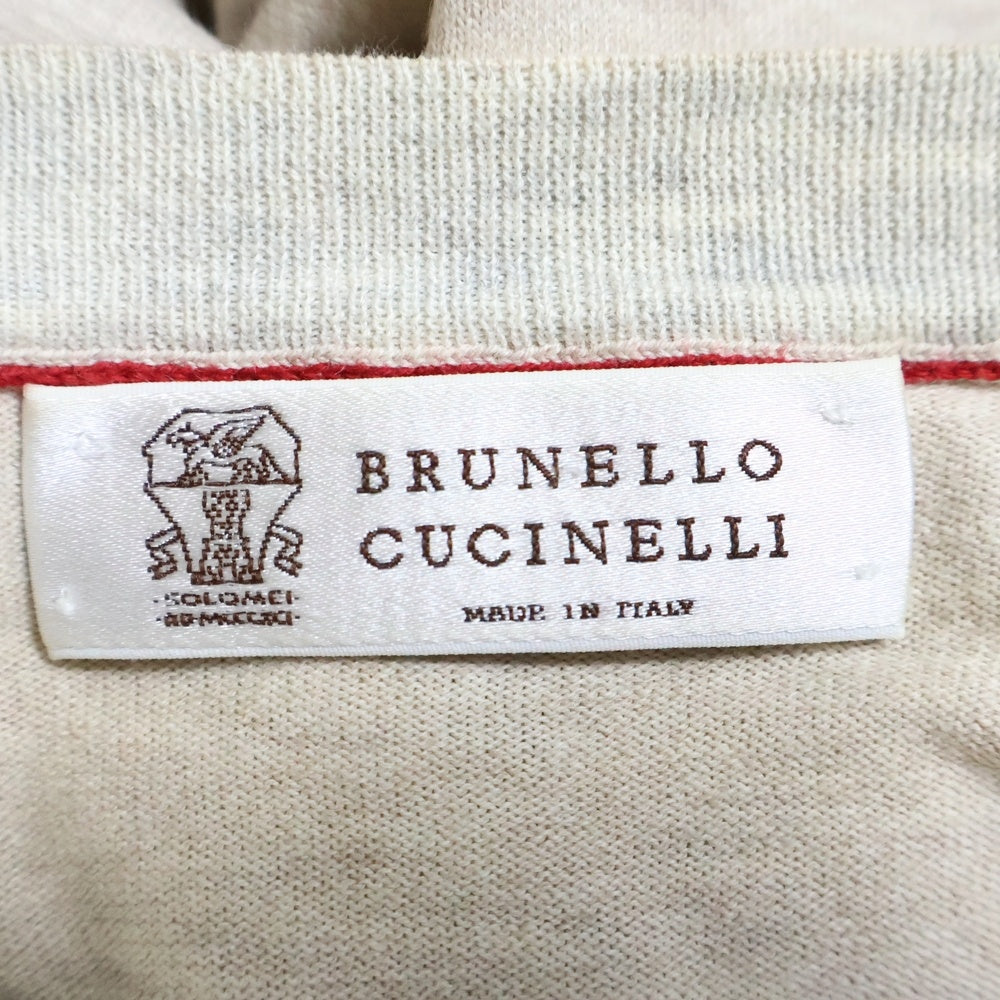 BRUNELLO
CUCINELLI
MADE IN ITALY
·SOLOMEI·